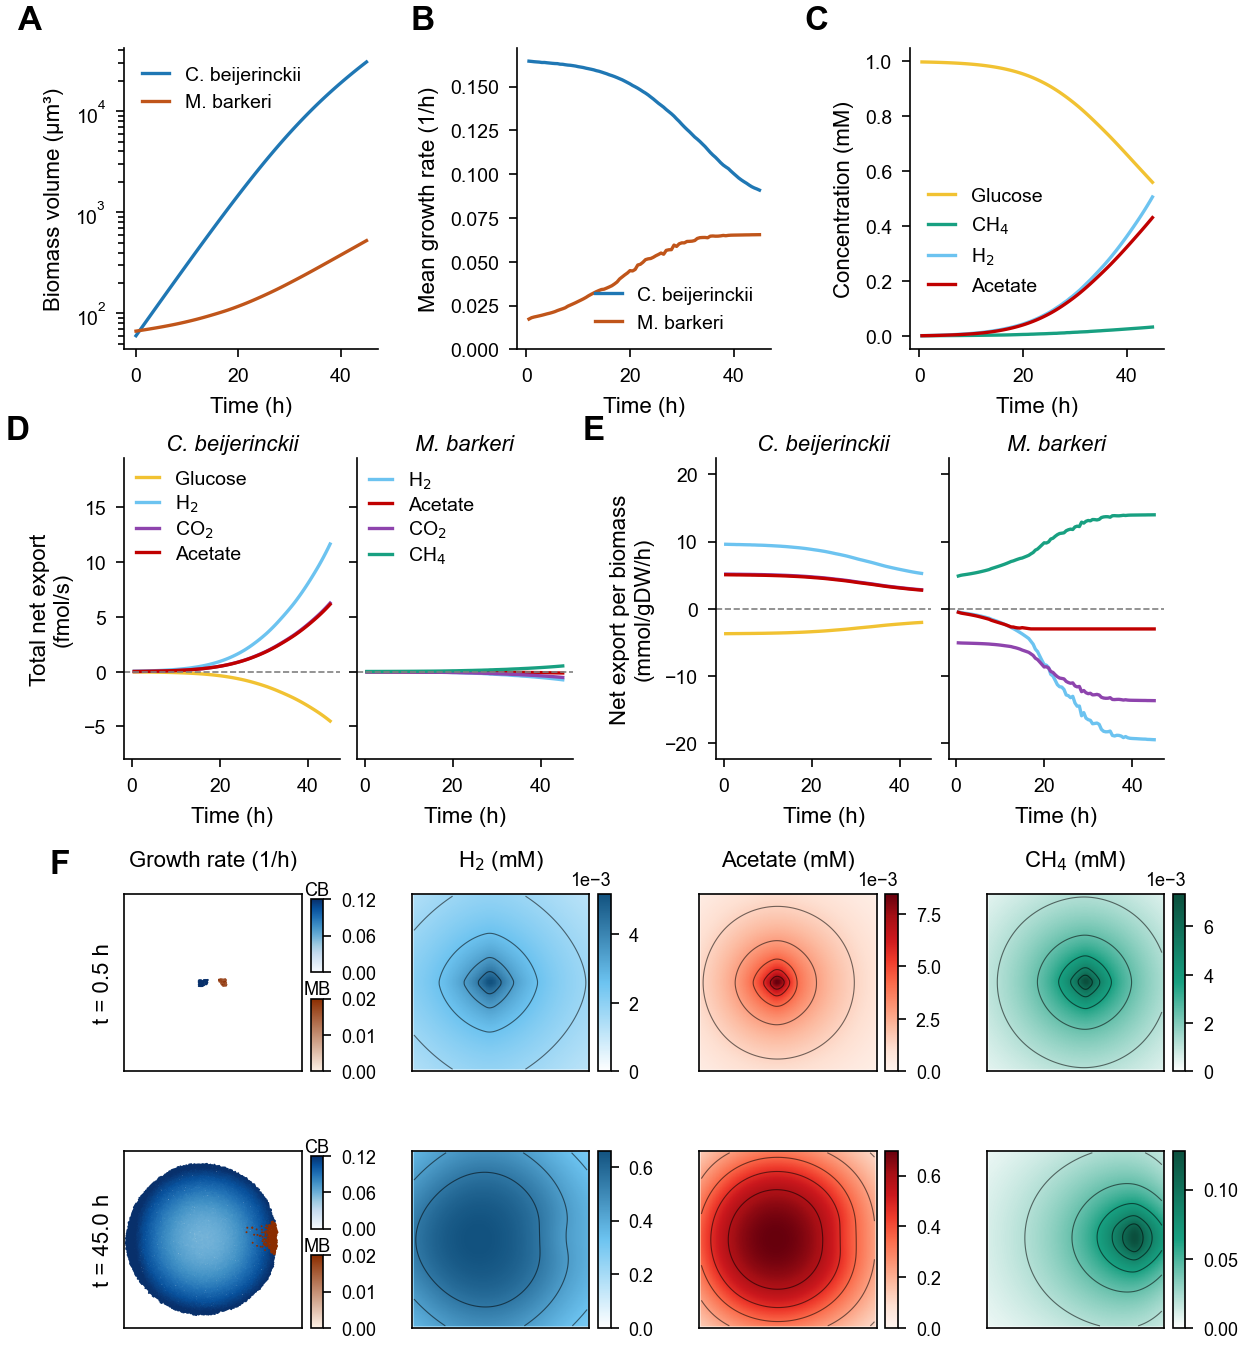 A
B
C
Biomass volume (μm³)
10⁴
10³
10²
C. beijerinckii
M. barkeri
0
20
40
Time (h)
Mean growth rate (1/h)
0.150
0.125
0.100
0.075
0.050
0.025
0.000
C. beijerinckii
M. barkeri
0
20
40
Time (h)
Concentration (mM)
1.0
0.8
0.6
0.4
0.2
0.0
Glucose
CH₄
H₂
Acetate
0
20
40
Time (h)
D
C. beijerinckii
M. barkeri
Total net export
(fmol/s)
15
10
5
0
−5
Glucose
H₂
CO₂
Acetate
H₂
Acetate
CO₂
CH₄
0
20
40
0
20
40
Time (h)
Time (h)
E
C. beijerinckii
M. barkeri
Net export per biomass
(mmol/gDW/h)
20
10
0
−10
−20
0
20
40
0
20
40
Time (h)
Time (h)
F
Growth rate (1/h)
H₂ (mM)
Acetate (mM)
CH₄ (mM)
t = 0.5 h
CB
0.12
0.06
0.00
MB
0.02
0.01
0.00
1e−3
4
2
0
1e−3
7.5
5.0
2.5
0.0
1e−3
6
4
2
0
t = 45.0 h
CB
0.12
0.06
0.00
MB
0.02
0.01
0.00
0.6
0.4
0.2
0.0
0.6
0.4
0.2
0.0
0.10
0.05
0.00